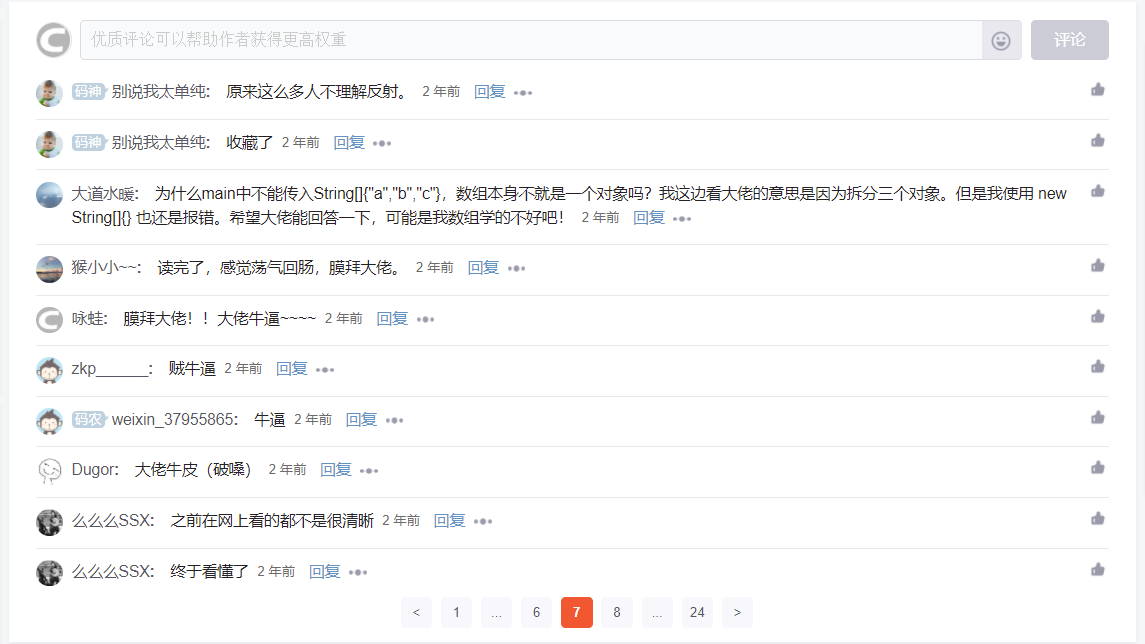 优质评论可以帮助作者获得更高权重 评论
码神 别说我太单纯： 原来这么多人不理解反射。 2 年前 回复
码神 别说我太单纯： 收藏了 2 年前 回复
大道水暖： 为什么main中不能传入String[]{"a","b","c"}，数组本身不就是一个对象吗？我这边看大佬的意思是因为拆分三个对象。但是我使用 new
String[]{} 也还是报错。希望大佬能回答一下，可能是我数组学的不好吧！ 2 年前 回复
猴小小~~： 读完了，感觉荡气回肠，膜拜大佬。 2 年前 回复
咏蛙： 膜拜大佬！！大佬牛逼~~~~ 2 年前 回复
zkp______： 贼牛逼 2 年前 回复
码农 weixin_37955865： 牛逼 2 年前 回复
Dugor： 大佬牛皮（破嗓） 2 年前 回复
么么么SSX： 之前在网上看的都不是很清晰 2 年前 回复
么么么SSX： 终于看懂了 2 年前 回复
< 1 ... 6 7 8 ... 24 >